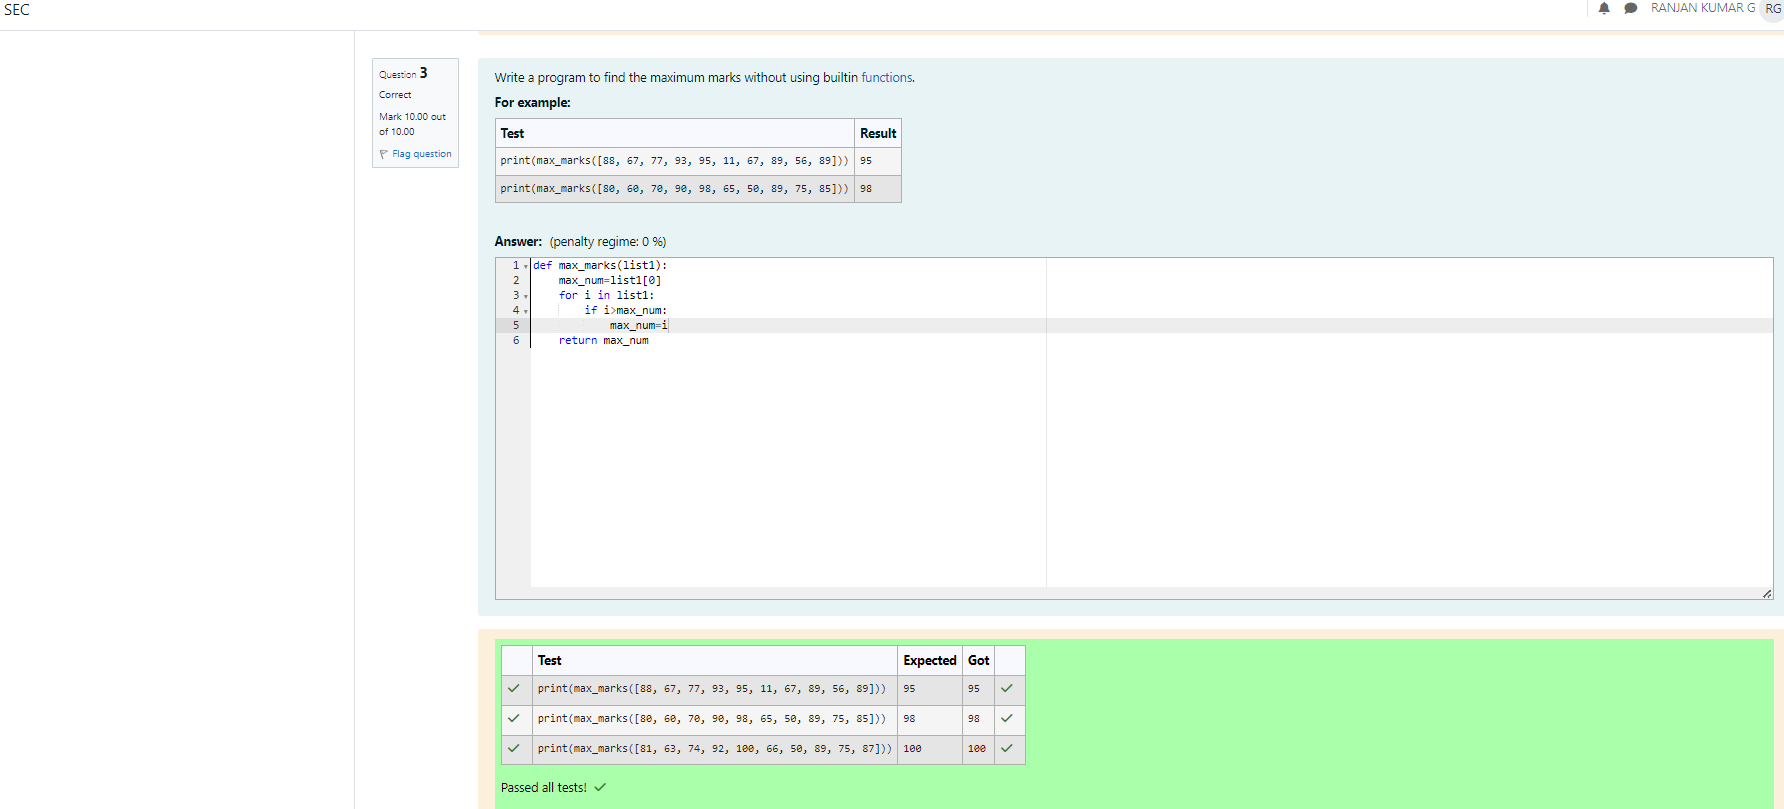 SEC
RANJAN KUMAR G RG
Question 3
Correct
Mark 10.00 out
of 10.00
Flag question
Write a program to find the maximum marks without using builtin functions.
For example:
Test Result
print(max_marks([88, 67, 77, 93, 95, 11, 67, 89, 56, 89])) 95
print(max_marks([80, 60, 70, 90, 98, 65, 50, 89, 75, 85])) 98
Answer: (penalty regime: 0 %)
1 def max_marks(list1):
2 max_num=list1[0]
3 for i in list1:
4 if i>max_num:
5 max_num=i
6 return max_num
Test Expected Got
print(max_marks([88, 67, 77, 93, 95, 11, 67, 89, 56, 89])) 95 95
print(max_marks([80, 60, 70, 90, 98, 65, 50, 89, 75, 85])) 98 98
print(max_marks([81, 63, 74, 92, 100, 66, 50, 89, 75, 87])) 100 100
Passed all tests!